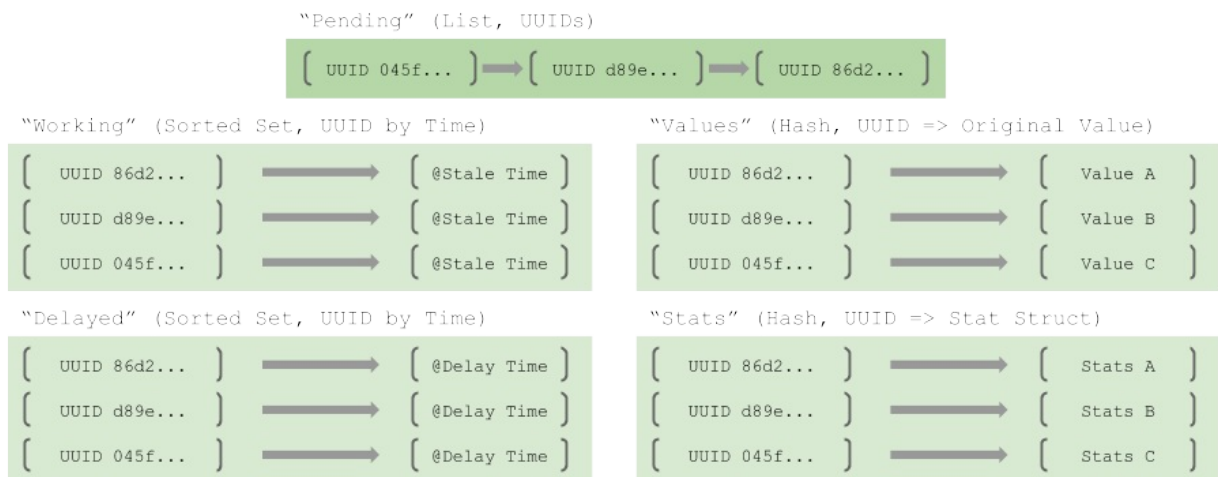 “Pending” (List, UUIDs)
UUID 045f... UUID d89e... UUID 86d2...
“Working” (Sorted Set, UUID by Time)
UUID 86d2... @Stale Time
UUID d89e... @Stale Time
UUID 045f... @Stale Time
“Values” (Hash, UUID => Original Value)
UUID 86d2... Value A
UUID d89e... Value B
UUID 045f... Value C
“Delayed” (Sorted Set, UUID by Time)
UUID 86d2... @Delay Time
UUID d89e... @Delay Time
UUID 045f... @Delay Time
“Stats” (Hash, UUID => Stat Struct)
UUID 86d2... Stats A
UUID d89e... Stats B
UUID 045f... Stats C